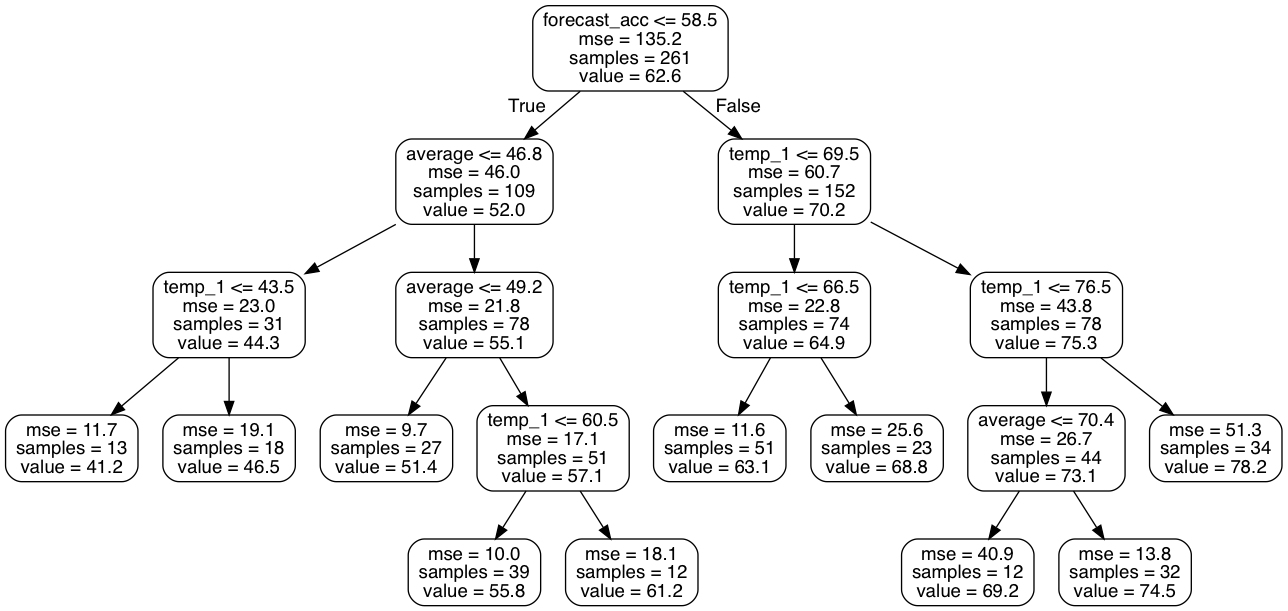 forecast_acc <= 58.5
mse = 135.2
samples = 261
value = 62.6
True
False
average <= 46.8
mse = 46.0
samples = 109
value = 52.0
temp_1 <= 69.5
mse = 60.7
samples = 152
value = 70.2
temp_1 <= 43.5
mse = 23.0
samples = 31
value = 44.3
average <= 49.2
mse = 21.8
samples = 78
value = 55.1
temp_1 <= 66.5
mse = 22.8
samples = 74
value = 64.9
temp_1 <= 76.5
mse = 43.8
samples = 78
value = 75.3
mse = 11.7
samples = 13
value = 41.2
mse = 19.1
samples = 18
value = 46.5
mse = 9.7
samples = 27
value = 51.4
temp_1 <= 60.5
mse = 17.1
samples = 51
value = 57.1
mse = 11.6
samples = 51
value = 63.1
mse = 25.6
samples = 23
value = 68.8
average <= 70.4
mse = 26.7
samples = 44
value = 73.1
mse = 51.3
samples = 34
value = 78.2
mse = 10.0
samples = 39
value = 55.8
mse = 18.1
samples = 12
value = 61.2
mse = 40.9
samples = 12
value = 69.2
mse = 13.8
samples = 32
value = 74.5